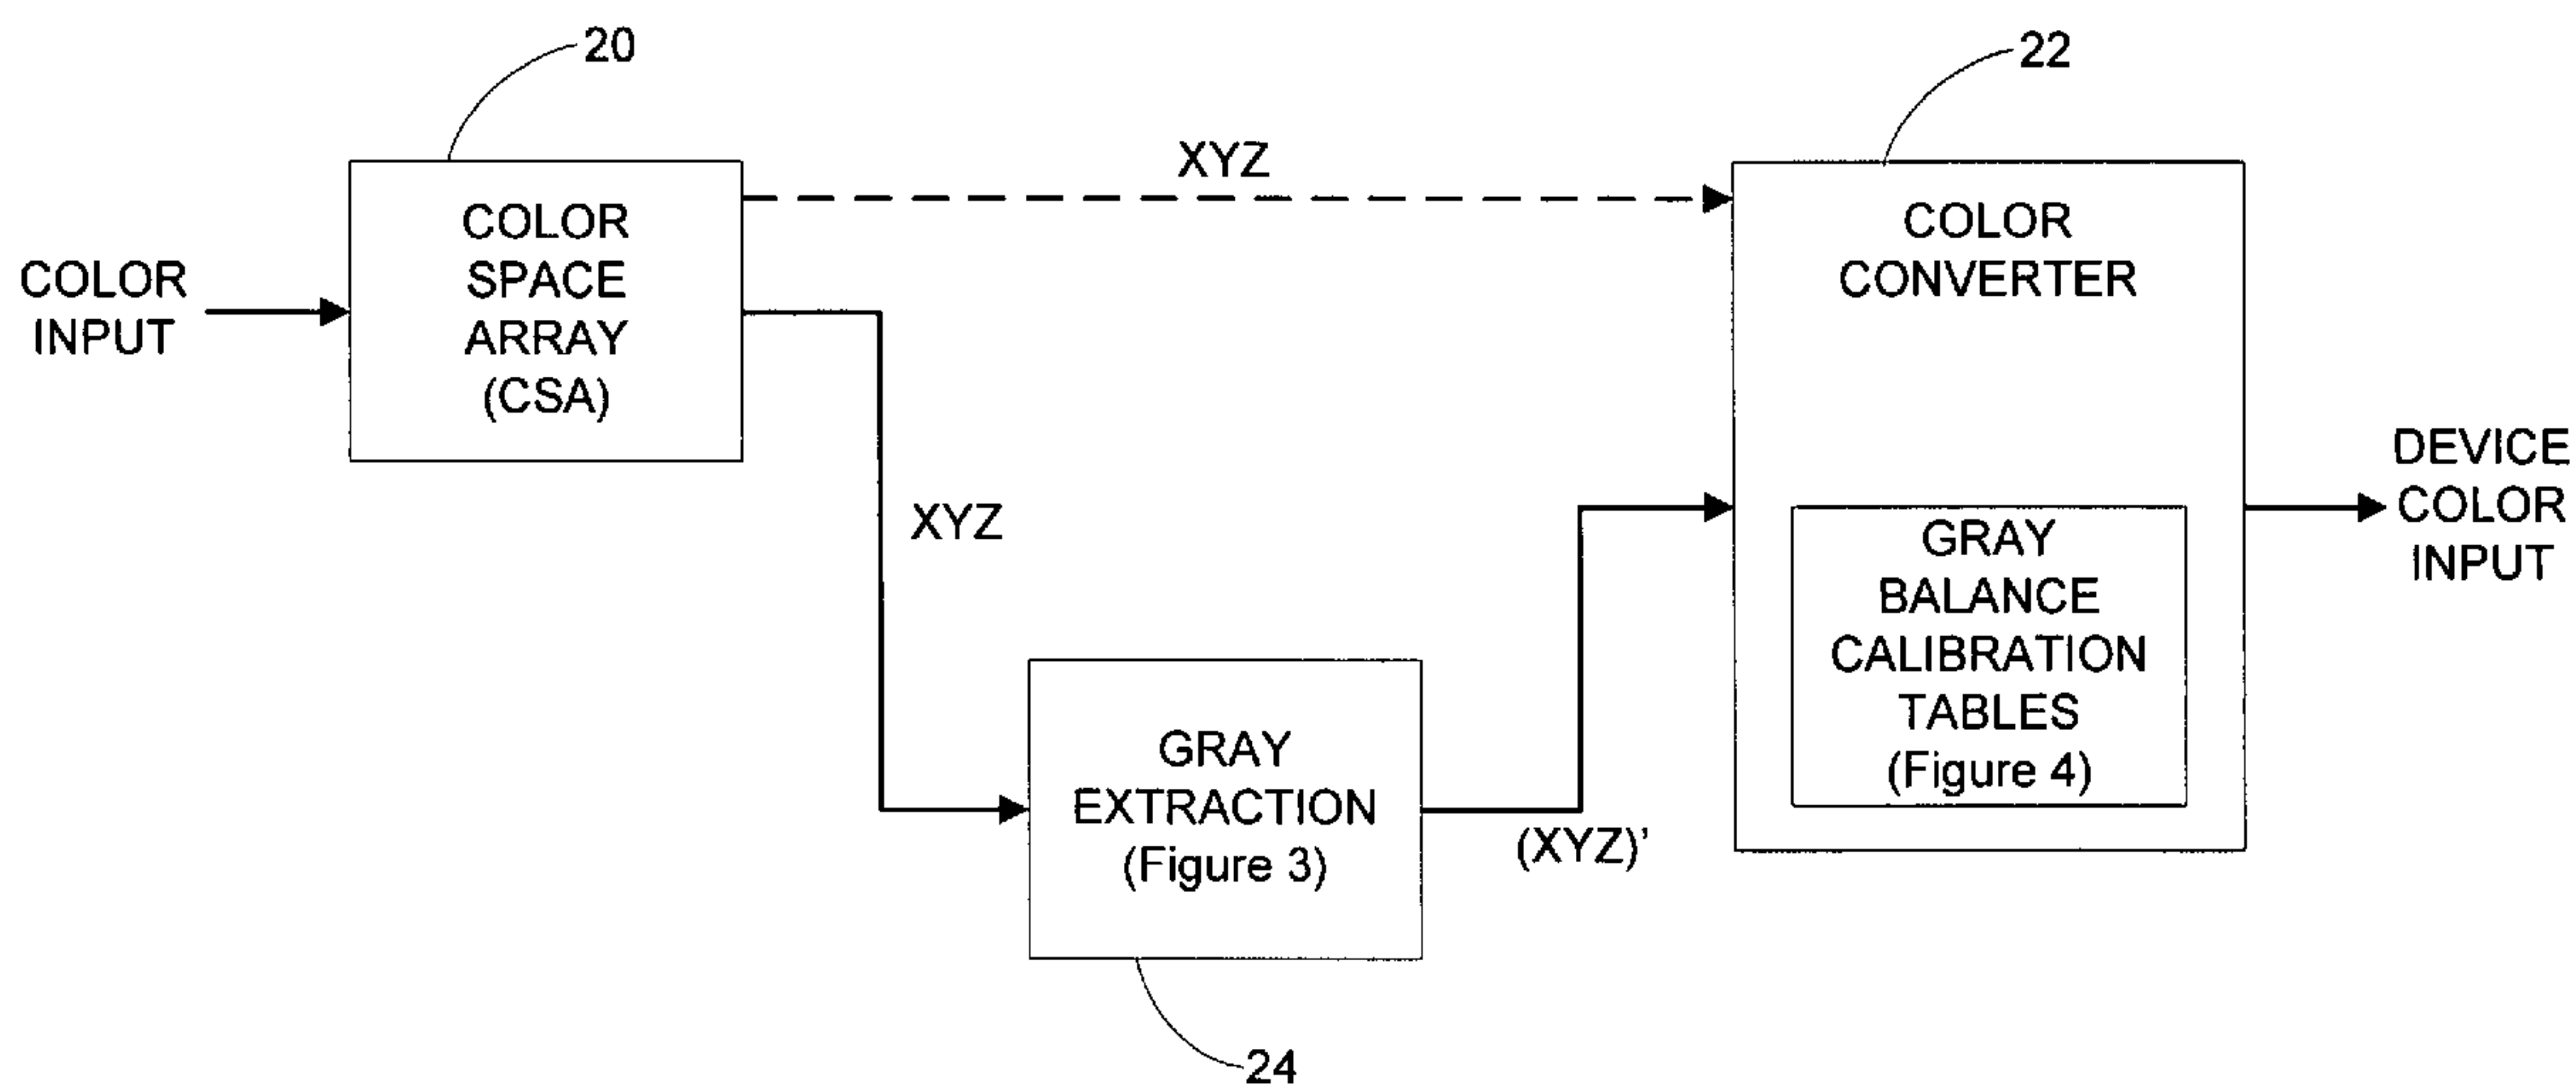 20
22
XYZ
COLOR
INPUT
COLOR
SPACE
ARRAY
(CSA)
COLOR
CONVERTER
XYZ
GRAY
BALANCE
CALIBRATION
TABLES
(Figure 4)
DEVICE
COLOR
INPUT
GRAY
EXTRACTION
(Figure 3)
(XYZ)’
24